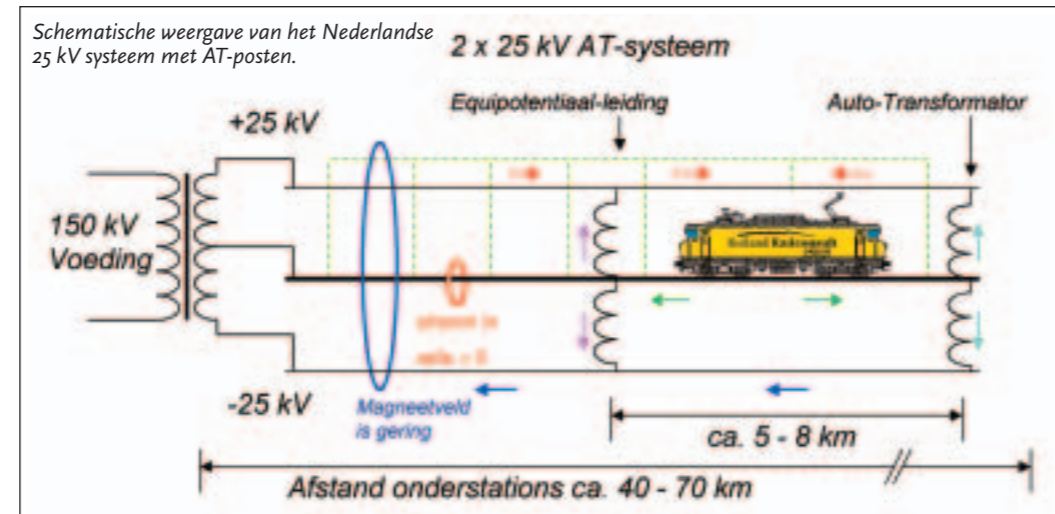 Schematische weergave van het Nederlandse
25 kV systeem met AT-posten.
2 x 25 kV AT-systeem
Equipotentiaal-leiding
Auto-Transformator
+25 kV
150 kV
Voeding
-25 kV
Magneetveld
is gering
ca. 5 - 8 km
Afstand onderstations ca. 40 - 70 km